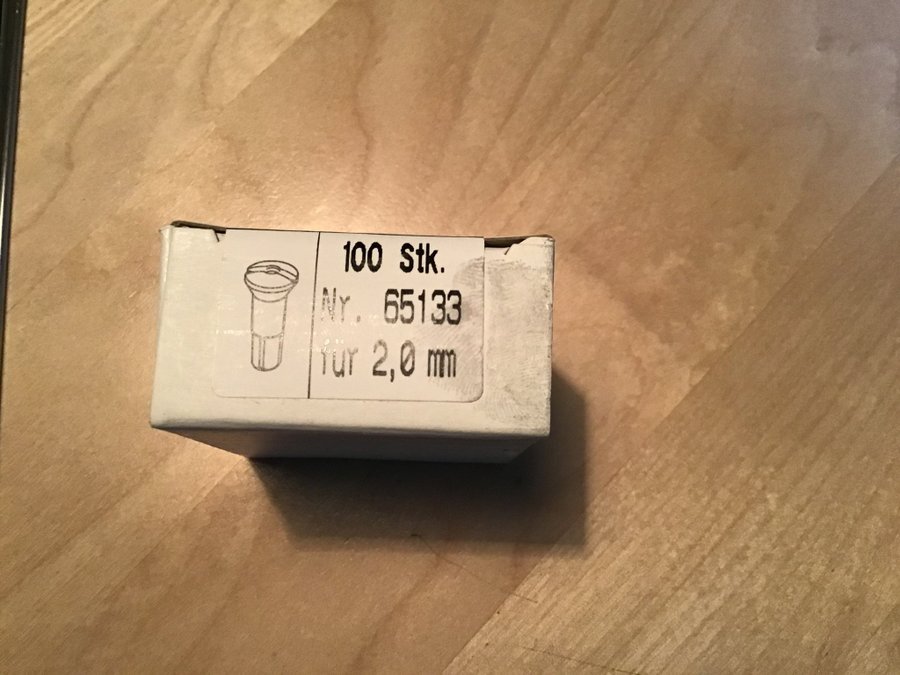 100 Stk.
Nr. 65133
für 2,0 mm